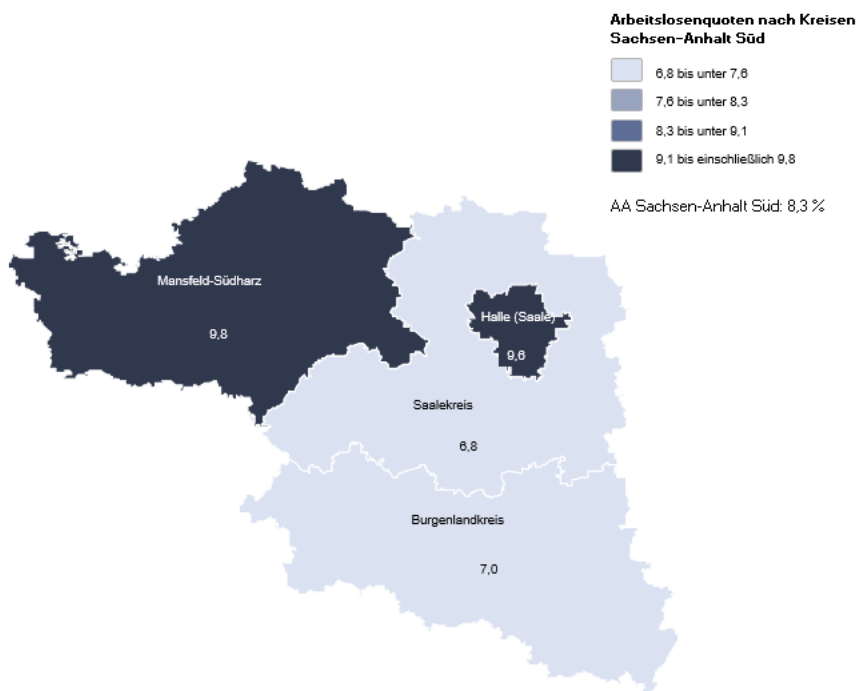 Arbeitslosenquoten nach Kreisen
Sachsen-Anhalt Süd
6,8 bis unter 7,6
7,6 bis unter 8,3
8,3 bis unter 9,1
9,1 bis einschließlich 9,8
AA Sachsen-Anhalt Süd: 8,3 %
Mansfeld-Südharz
9,8
Halle (Saale)
9,6
Saalekreis
6,8
Burgenlandkreis
7,0